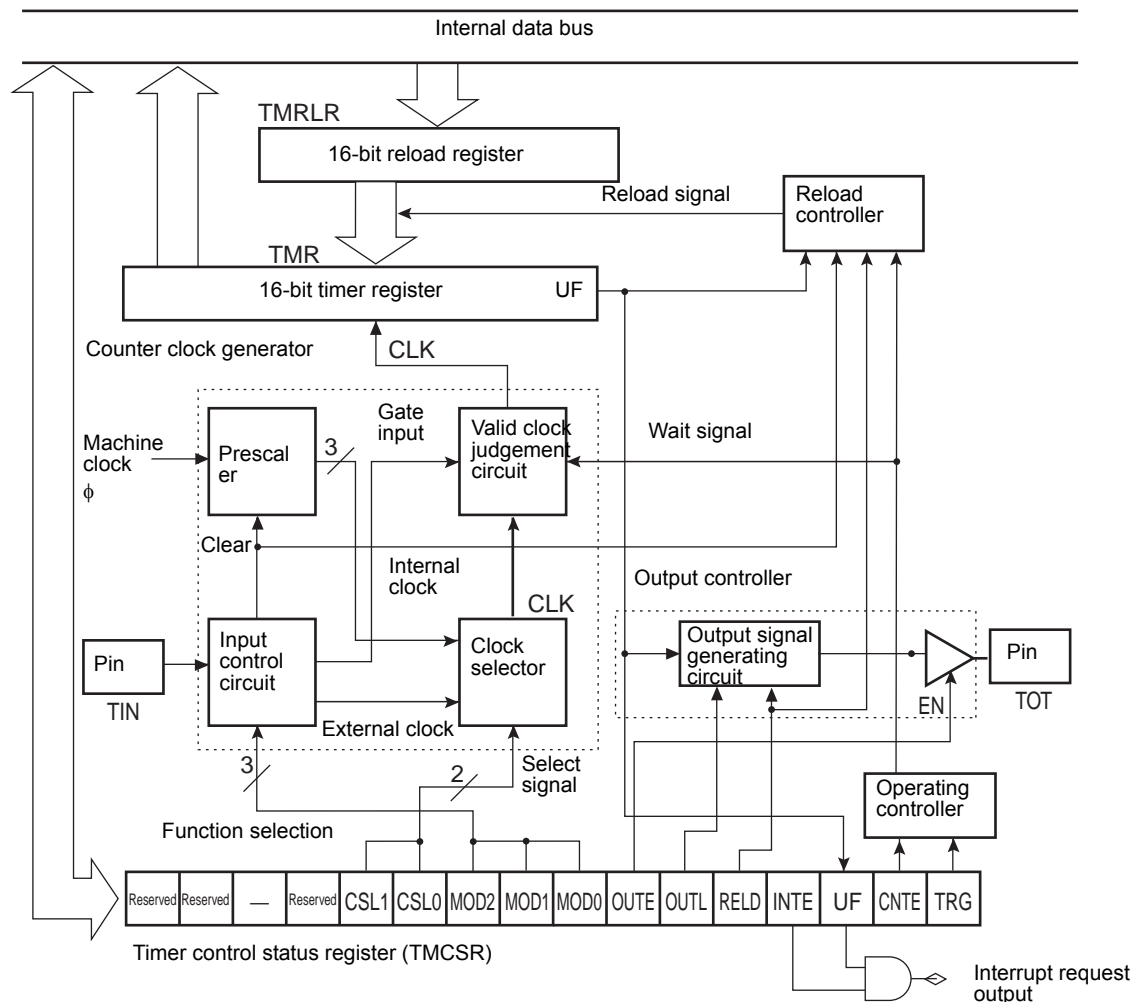 Internal data bus
TMRLR
16-bit reload register
Reload signal
Reload
controller
TMR
16-bit timer register
UF
Counter clock generator
CLK
Gate
input
Machine
clock
ϕ
Prescal
er
3
Valid clock
judgement
circuit
Wait signal
Clear
Internal
clock
CLK
Output controller
Pin
TIN
Input
control
circuit
Clock
selector
External clock
Output signal
generating
circuit
EN
Pin
TOT
3
2
Select
signal
Function selection
Operating
controller
Reserved Reserved — Reserved CSL1 CSL0 MOD2 MOD1 MOD0 OUTE OUTL RELD INTE UF CNTE TRG
Timer control status register (TMCSR)
Interrupt request
output